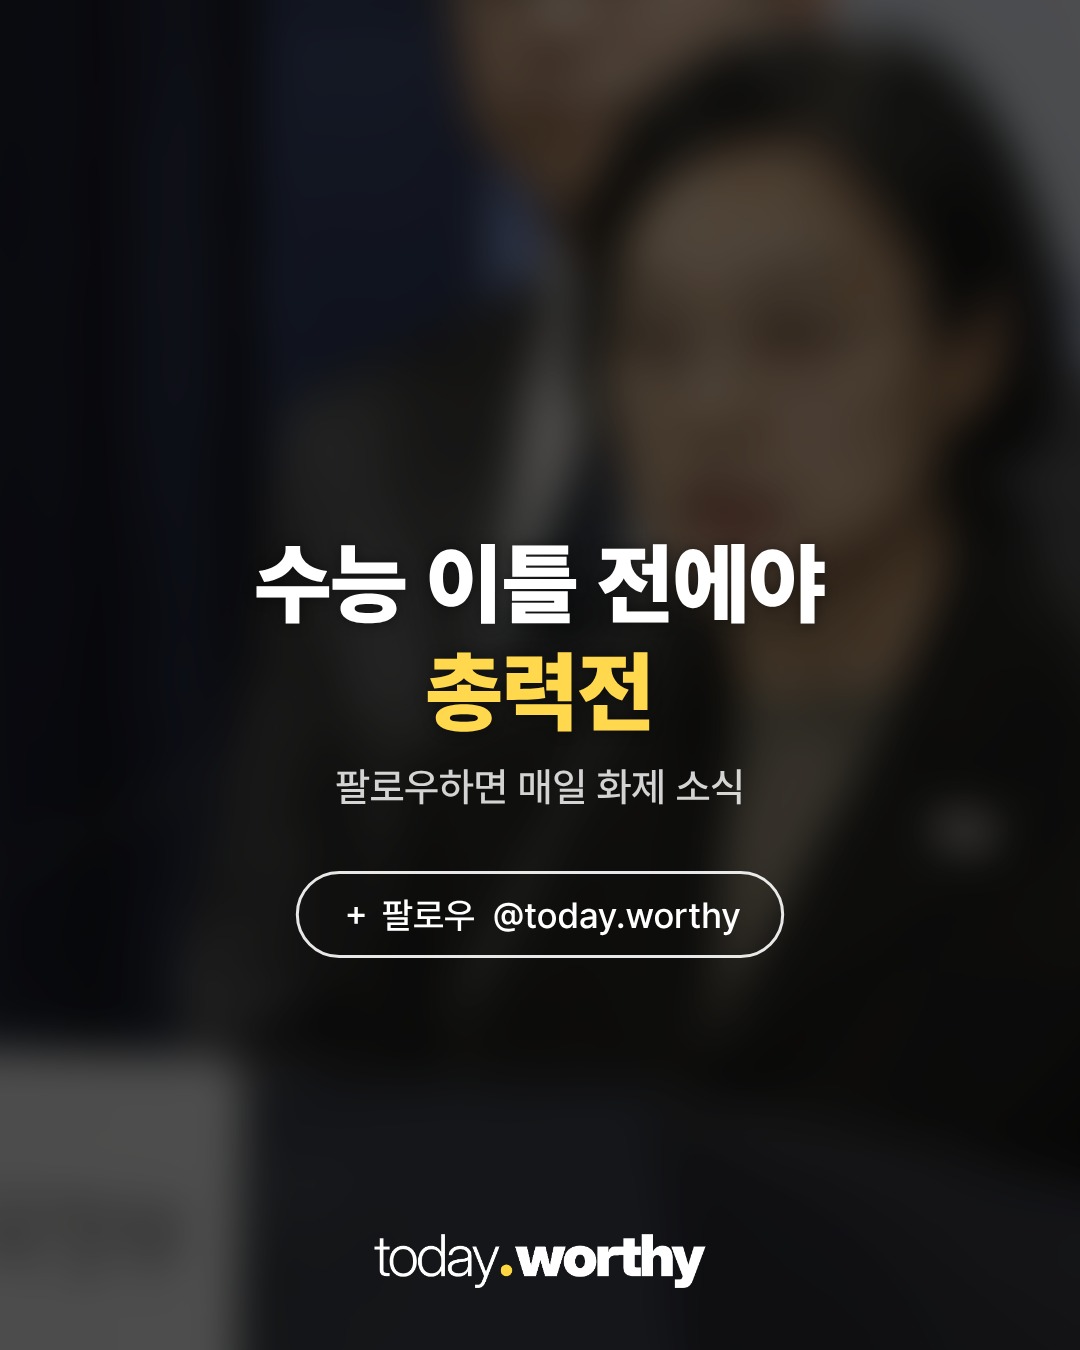 수능 이틀 전에야
총력전
팔로우하면 매일 화제 소식
+ 팔로우 @today.worthy
today.worthy